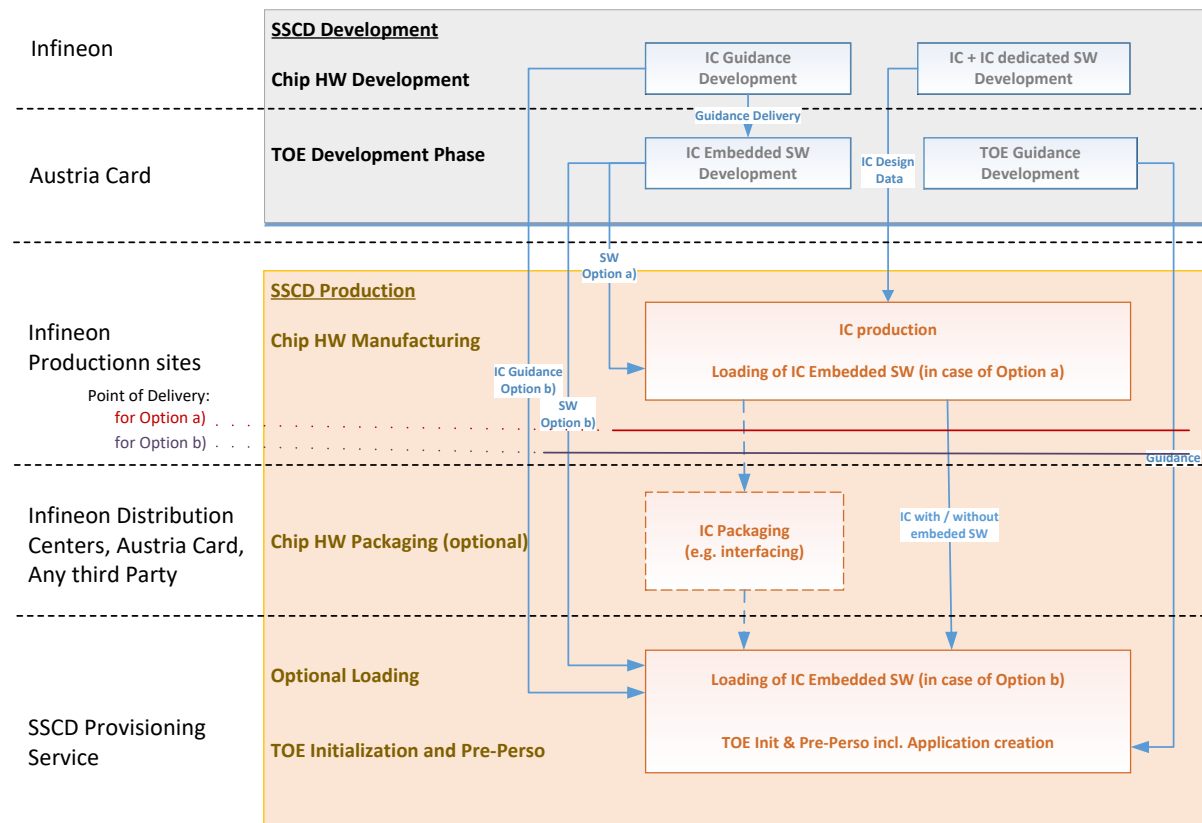 SSCD Development
Infineon
Chip HW Development
IC Guidance
Development
IC + IC dedicated SW
Development
Guidance Delivery
Austria Card
TOE Development Phase
IC Embedded SW
Development
IC Design
Data
TOE Guidance
Development
SW
Option a)
SSCD Production
Infineon
Productionn sites
Chip HW Manufacturing
IC production
Loading of IC Embedded SW (in case of Option a)
IC Guidance
Option b)
SW
Option b)
Point of Delivery:
for Option a)
for Option b)
Guidance
Infineon Distribution
Centers, Austria Card,
Any third Party
Chip HW Packaging (optional)
IC Packaging
(e.g. interfacing)
IC with / without
embeded SW
SSCD Provisioning
Service
Optional Loading
TOE Initialization and Pre-Perso
Loading of IC Embedded SW (in case of Option b)
TOE Init & Pre-Perso incl. Application creation